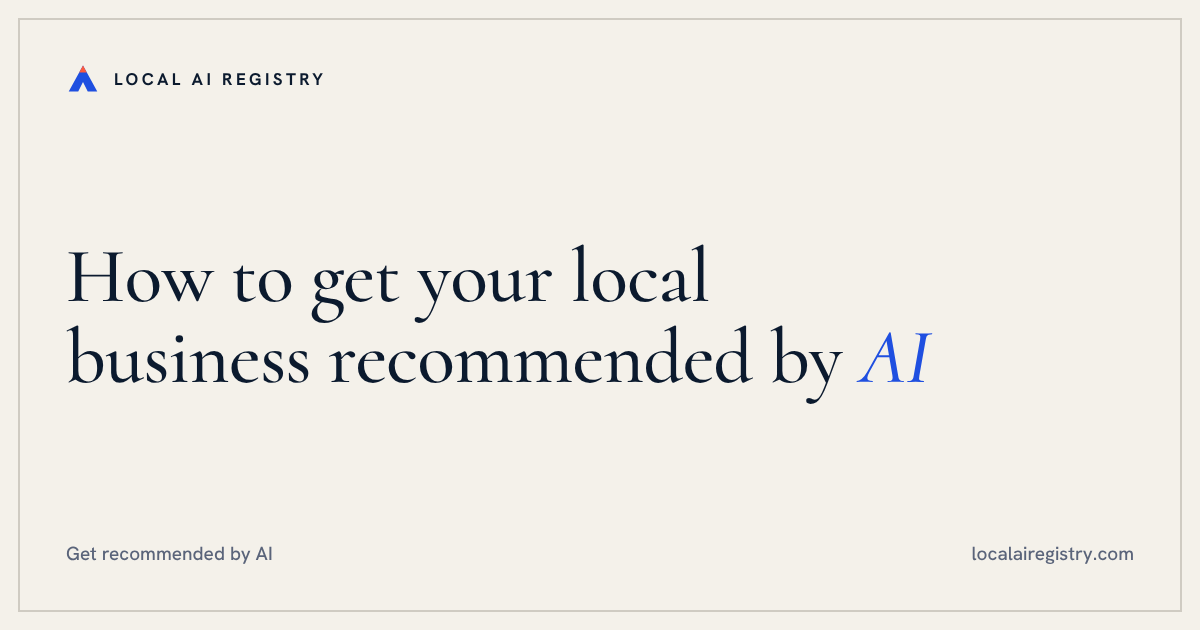 LOCAL AI REGISTRY
How to get your local
business recommended by AI
Get recommended by AI
localairegistry.com